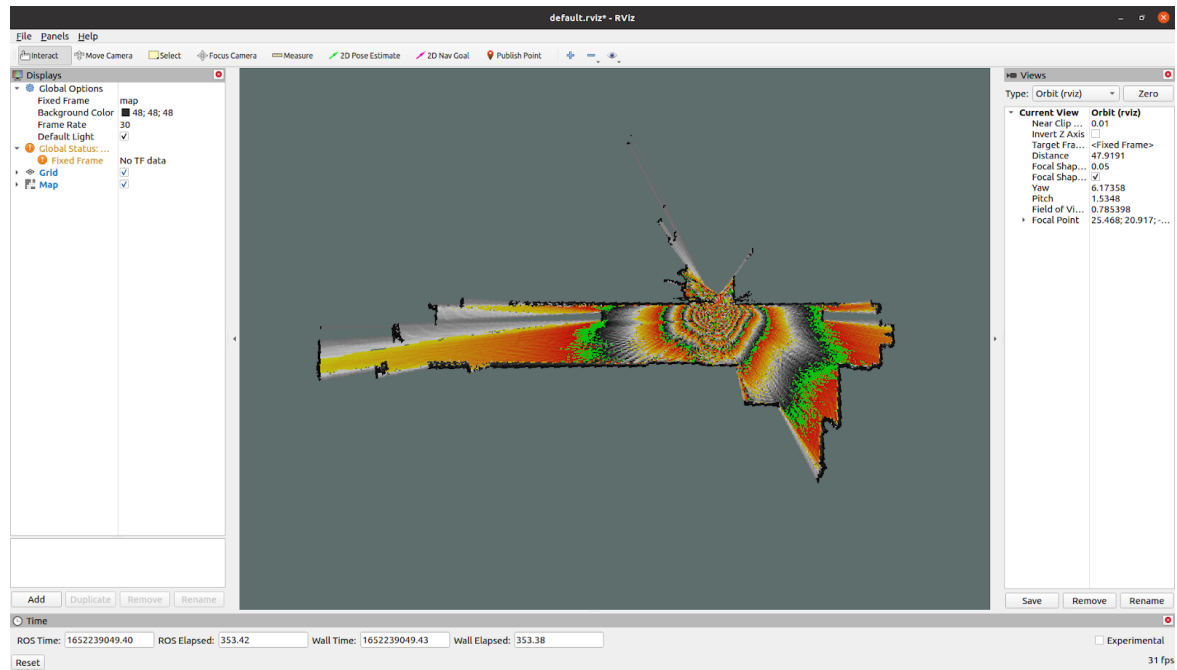 default.rviz* - RViz
File Panels Help
Interact Move Camera Select Focus Camera Measure 2D Pose Estimate 2D Nav Goal Publish Point
Displays
Global Options
Fixed Frame map
Background Color 48; 48; 48
Frame Rate 30
Default Light
Global Status: ...
Fixed Frame No TF data
Grid
Map
Add Duplicate Remove Rename
Views
Type: Orbit (rviz) Zero
Current View Orbit (rviz)
Near Clip ... 0.01
Invert Z Axis
Target Fra... <Fixed Frame>
Distance 47.9191
Focal Shap... 0.05
Focal Shap...
Yaw 6.17358
Pitch 1.5348
Field of Vi... 0.785398
Focal Point 25.468; 20.917; -...
Save Remove Rename
Time
ROS Time: 1652239049.40 ROS Elapsed: 353.42 Wall Time: 1652239049.43 Wall Elapsed: 353.38 Experimental
Reset 31 fps